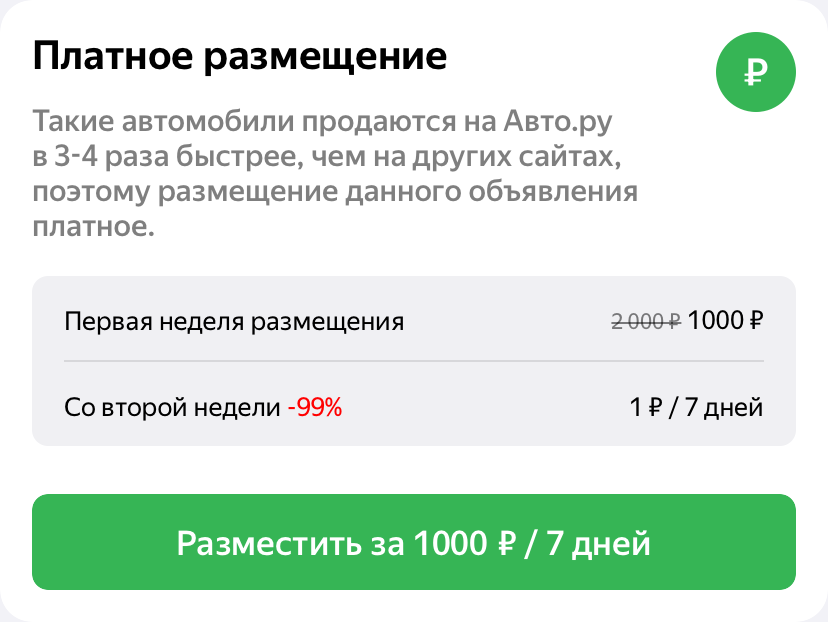 Платное размещение
₽
Такие автомобили продаются на Авто.ру
в 3-4 раза быстрее, чем на других сайтах,
поэтому размещение данного объявления
платное.
Первая неделя размещения 2 000 ₽ 1000 ₽
Со второй недели -99% 1 ₽ / 7 дней
Разместить за 1000 ₽ / 7 дней